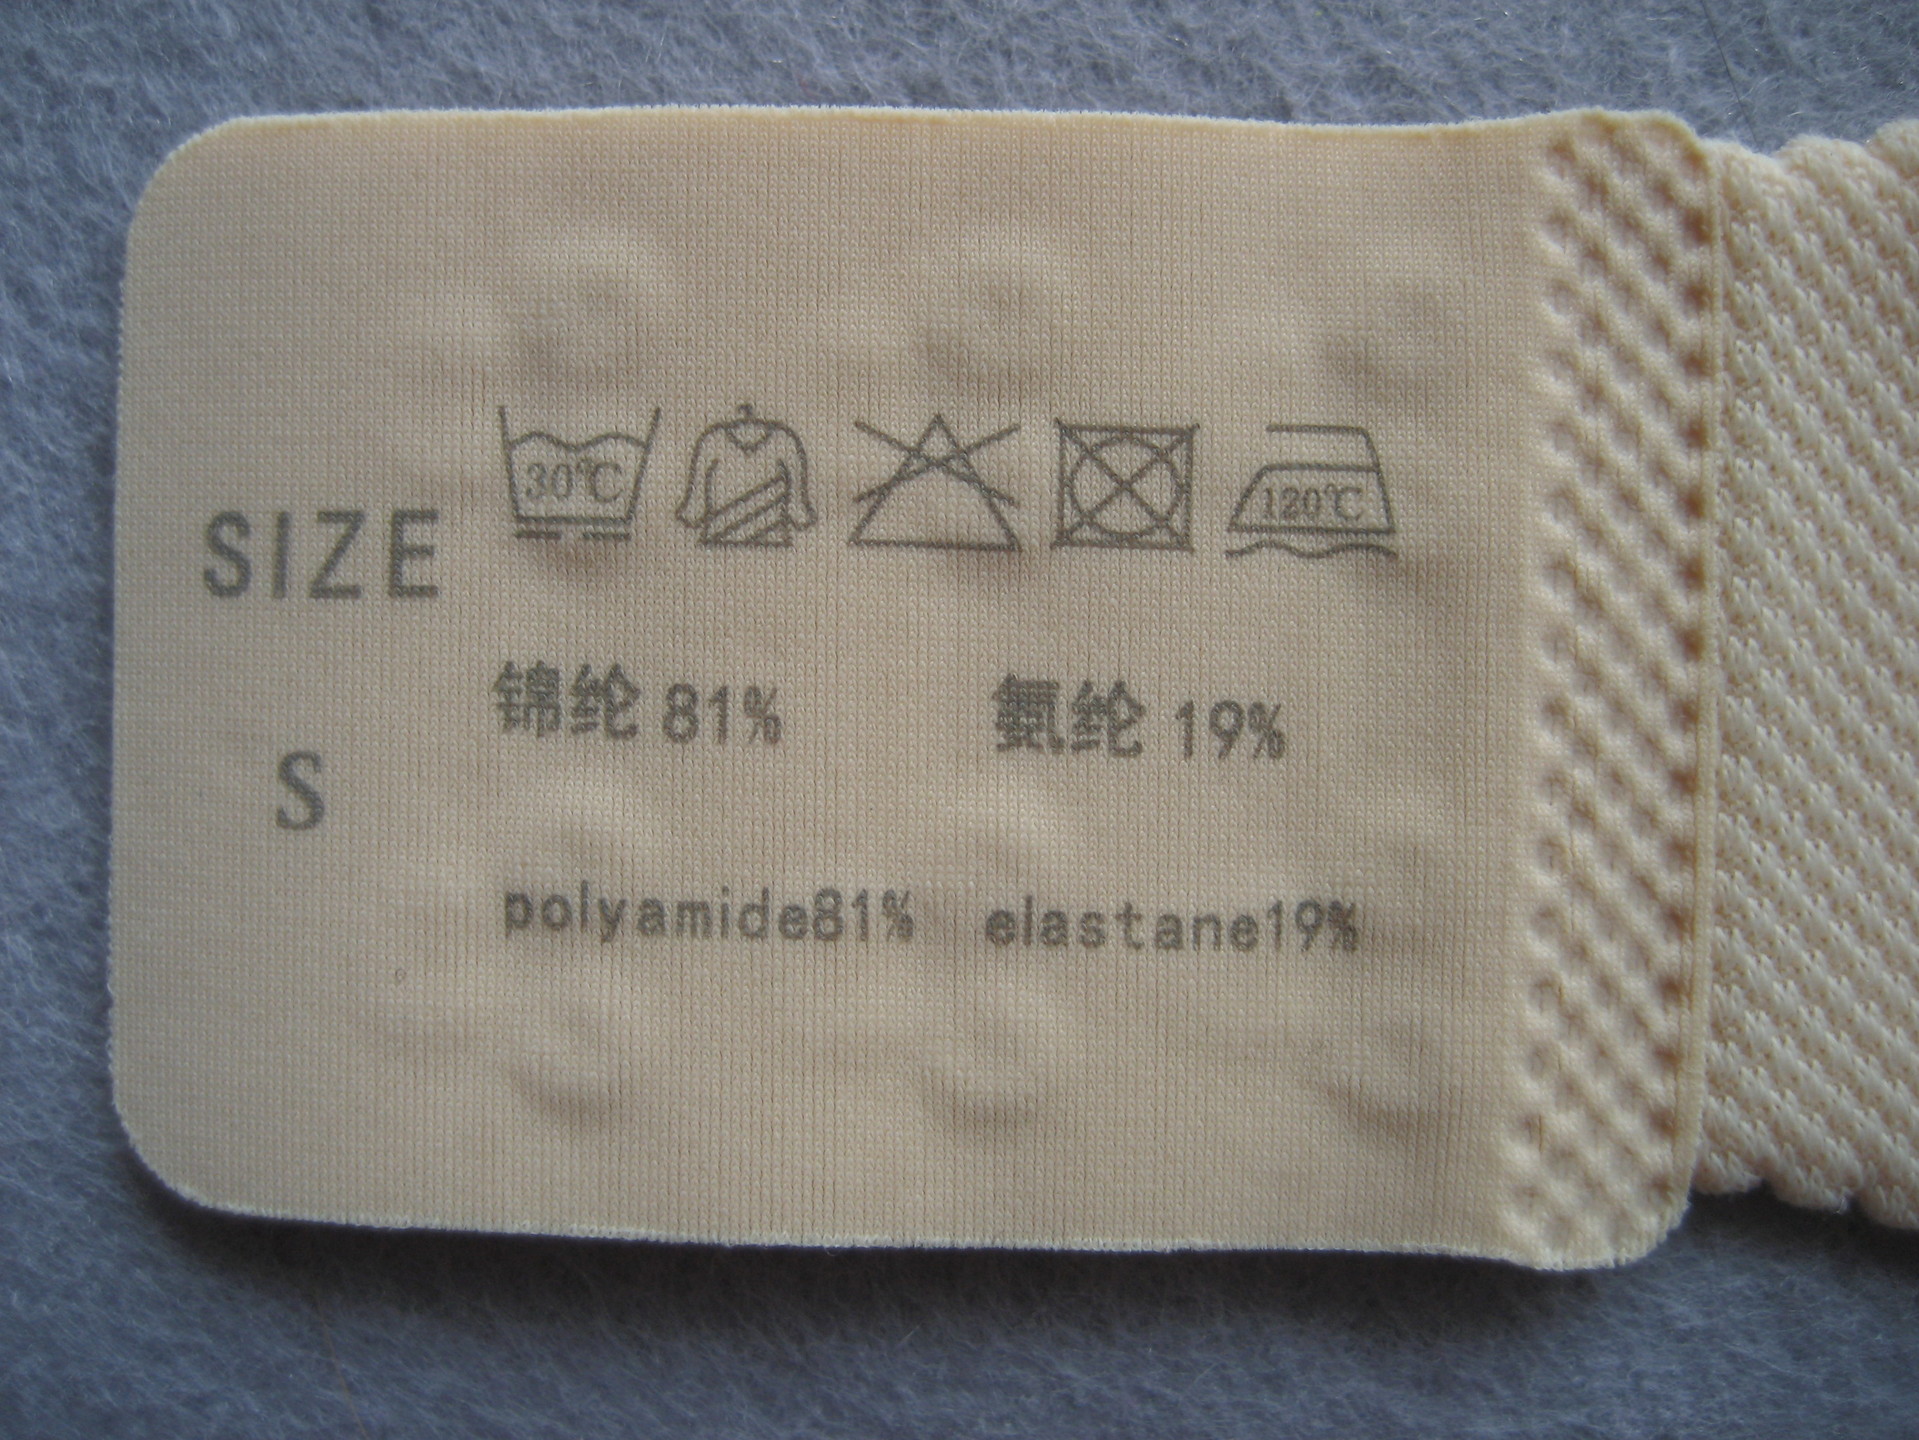 30℃ 120℃
SIZE
锦纶 81% 氨纶 19%
S
polyamide81% elastane19%